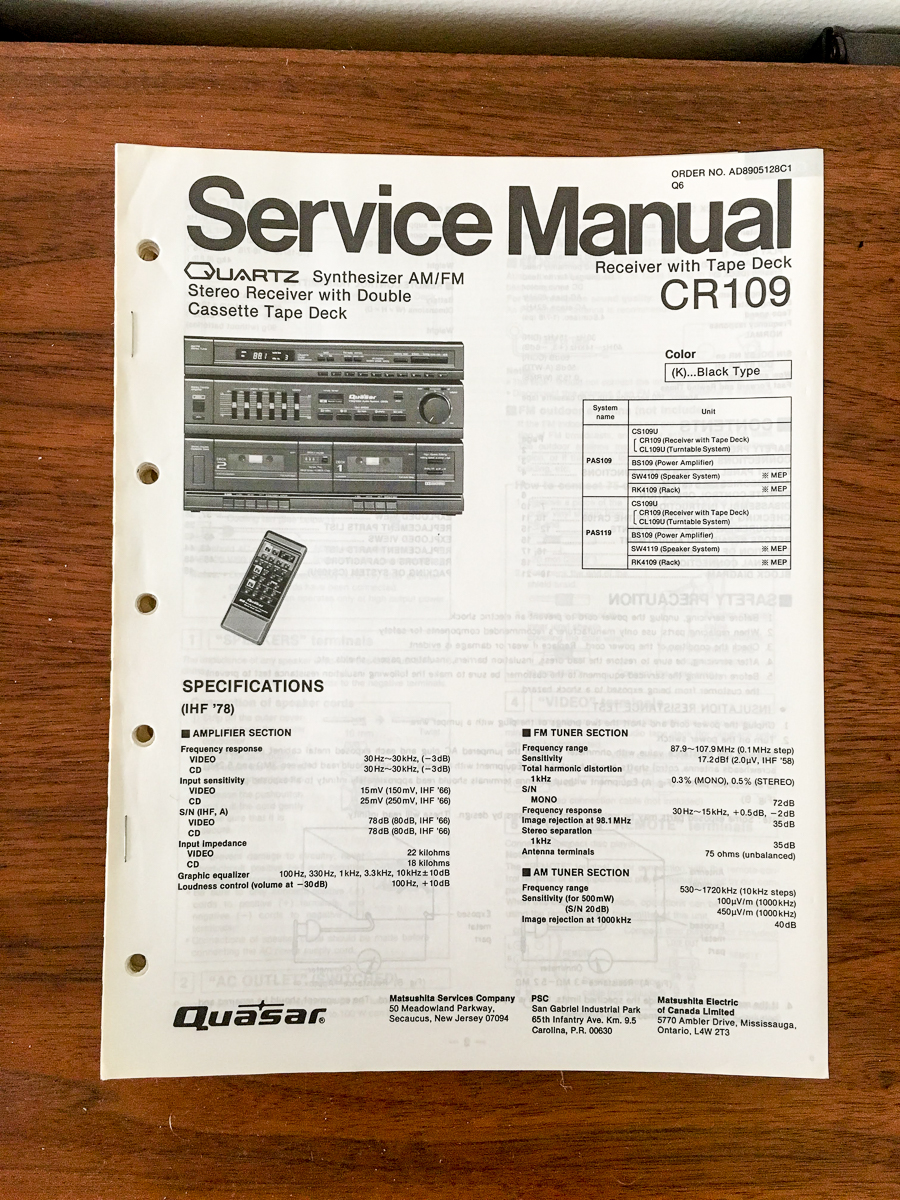 ORDER NO. AD8905128C1
Q6
Service Manual
Receiver with Tape Deck
CR109
QUARTZ Synthesizer AM/FM
Stereo Receiver with Double
Cassette Tape Deck
Color
(K)...Black Type
88.1 3
Quasar
DECK 2
DECK 1
Quasar
System name Unit
PAS109
CS109U
CR109 (Receiver with Tape Deck)
CL109U (Turntable System)
BS109 (Power Amplifier)
SW4109 (Speaker System) ※ MEP
RK4109 (Rack) ※ MEP
PAS119
CS109U
CR109 (Receiver with Tape Deck)
CL109U (Turntable System)
BS109 (Power Amplifier)
SW4119 (Speaker System) ※ MEP
RK4109 (Rack) ※ MEP
SPECIFICATIONS
(IHF '78)
■ AMPLIFIER SECTION
Frequency response
VIDEO 30Hz~30kHz, (−3dB)
CD 30Hz~30kHz, (−3dB)
Input sensitivity
VIDEO 15mV (150mV, IHF '66)
CD 25mV (250mV, IHF '66)
S/N (IHF, A)
VIDEO 78dB (80dB, IHF '66)
CD 78dB (80dB, IHF '66)
Input Impedance
VIDEO 22 kilohms
CD 18 kilohms
Graphic equalizer 100Hz, 330Hz, 1kHz, 3.3kHz, 10kHz±10dB
Loudness control (volume at −30dB) 100Hz, +10dB
■ FM TUNER SECTION
Frequency range 87.9~107.9MHz (0.1MHz step)
Sensitivity 17.2dBf (2.0µV, IHF '58)
Total harmonic distortion
1kHz 0.3% (MONO), 0.5% (STEREO)
S/N
MONO 72dB
Frequency response 30Hz~15kHz, +0.5dB, −2dB
Image rejection at 98.1MHz 35dB
Stereo separation
1kHz 35dB
Antenna terminals 75 ohms (unbalanced)
■ AM TUNER SECTION
Frequency range 530~1720kHz (10kHz steps)
Sensitivity (for 500mW) 100µV/m (1000kHz)
(S/N 20dB) 450µV/m (1000kHz)
Image rejection at 1000kHz 40dB
Quasar®
Matsushita Services Company
50 Meadowland Parkway,
Secaucus, New Jersey 07094
PSC
San Gabriel Industrial Park
65th Infantry Ave. Km. 9.5
Carolina, P.R. 00630
Matsushita Electric
of Canada Limited
5770 Ambler Drive, Mississauga,
Ontario, L4W 2T3